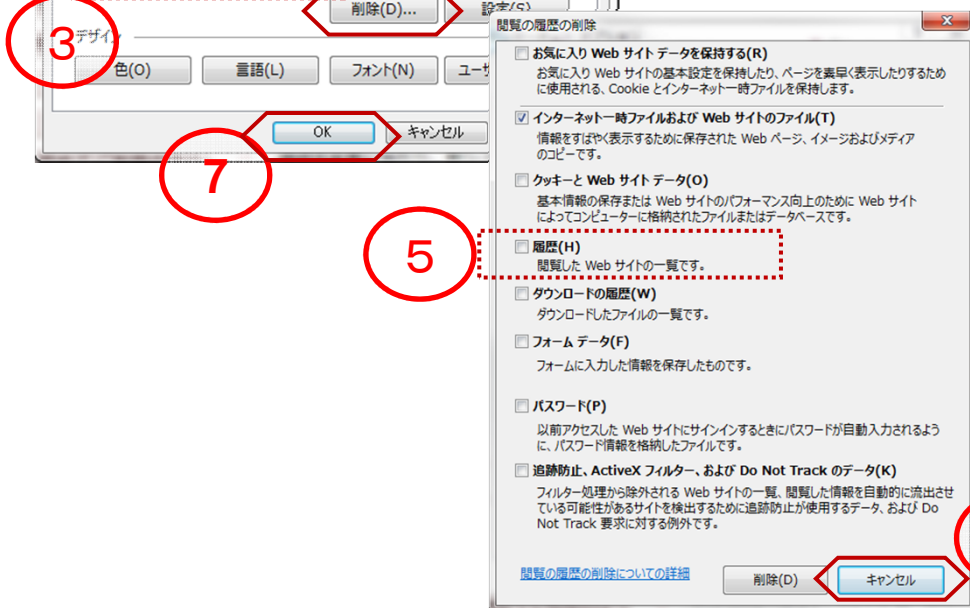 削除(D)...
設定(S)
③
デザイン
色(O)
言語(L)
フォント(N)
ユーザ
OK
キャンセル
7
5
閲覧の履歴の削除
お気に入り Web サイト データを保持する(R)
お気に入り Web サイトの基本設定を保持したり、ページを素早く表示したりするため
に使用される、Cookie とインターネット一時ファイルを保持します。
インターネット一時ファイルおよび Web サイトのファイル(T)
情報をすばやく表示するために保存された Web ページ、イメージおよびメディア
のコピーです。
クッキーと Web サイト データ(O)
基本情報の保存または Web サイトのパフォーマンス向上のために Web サイト
によってコンピューターに格納されたファイルまたはデータベースです。
履歴(H)
閲覧した Web サイトの一覧です。
ダウンロードの履歴(W)
ダウンロードしたファイルの一覧です。
フォーム データ(F)
フォームに入力した情報を保存したものです。
パスワード(P)
以前アクセスした Web サイトにサインインするときにパスワードが自動入力されるよう
に、パスワード情報を格納したファイルです。
追跡防止、ActiveX フィルター、および Do Not Track のデータ(K)
フィルター処理から除外される Web サイトの一覧、閲覧した情報を自動的に流出させ
ている可能性があるサイトを検出するために追跡防止が使用するデータ、および Do
Not Track 要求に対する例外です。
閲覧の履歴の削除についての詳細
削除(D)
キャンセル